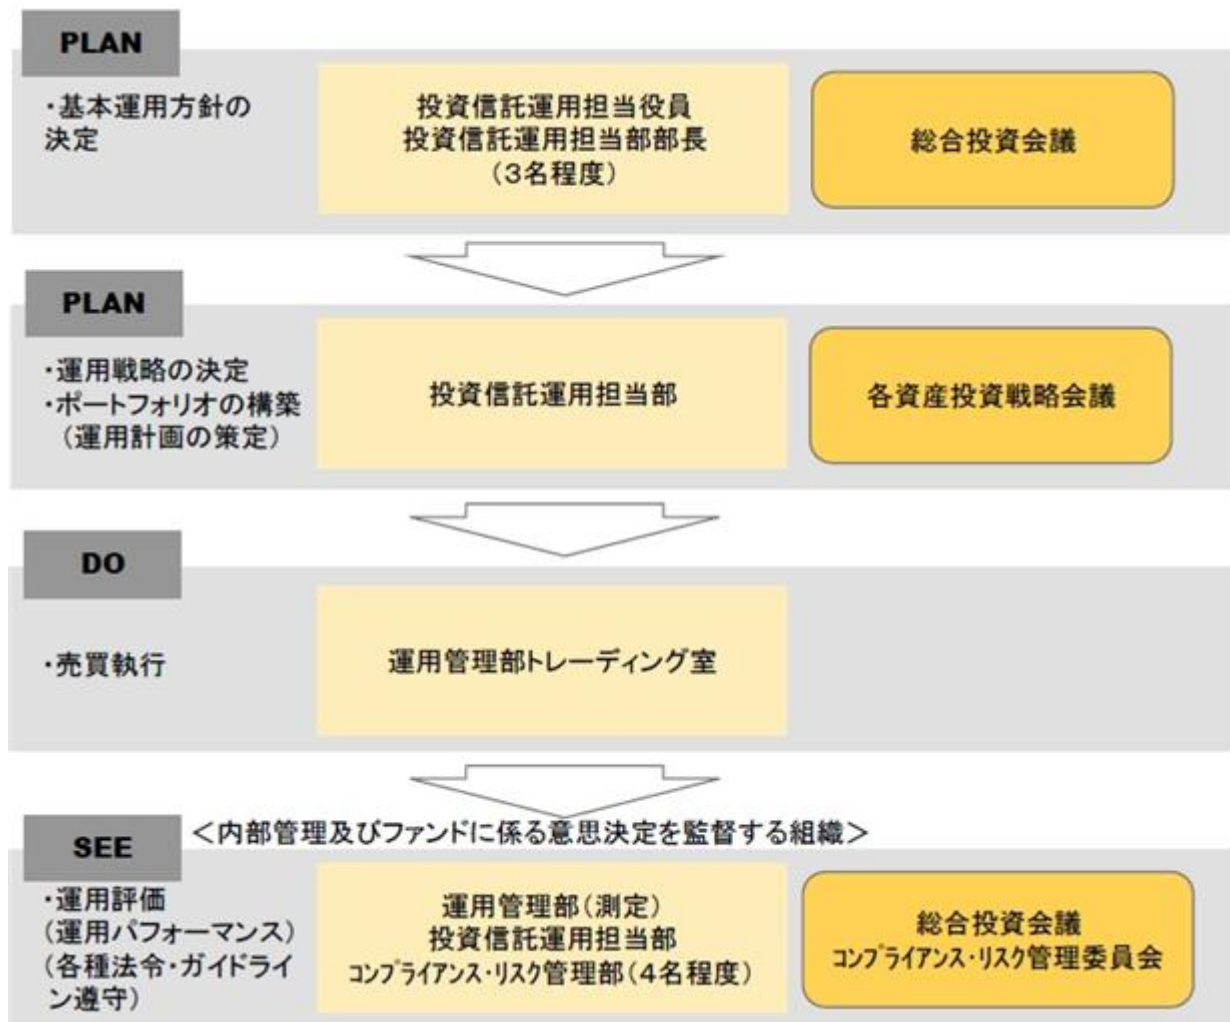 PLAN
・基本運用方針の
決定
投資信託運用担当役員
投資信託運用担当部部長
(3名程度)
総合投資会議
PLAN
・運用戦略の決定
・ポートフォリオの構築
(運用計画の策定)
投資信託運用担当部
各資産投資戦略会議
DO
・売買執行
運用管理部トレーディング室
SEE
<内部管理及びファンドに係る意思決定を監督する組織>
・運用評価
(運用パフォーマンス)
(各種法令・ガイドライ
ン遵守)
運用管理部(測定)
投資信託運用担当部
コンプライアンス・リスク管理部(4名程度)
総合投資会議
コンプライアンス・リスク管理委員会